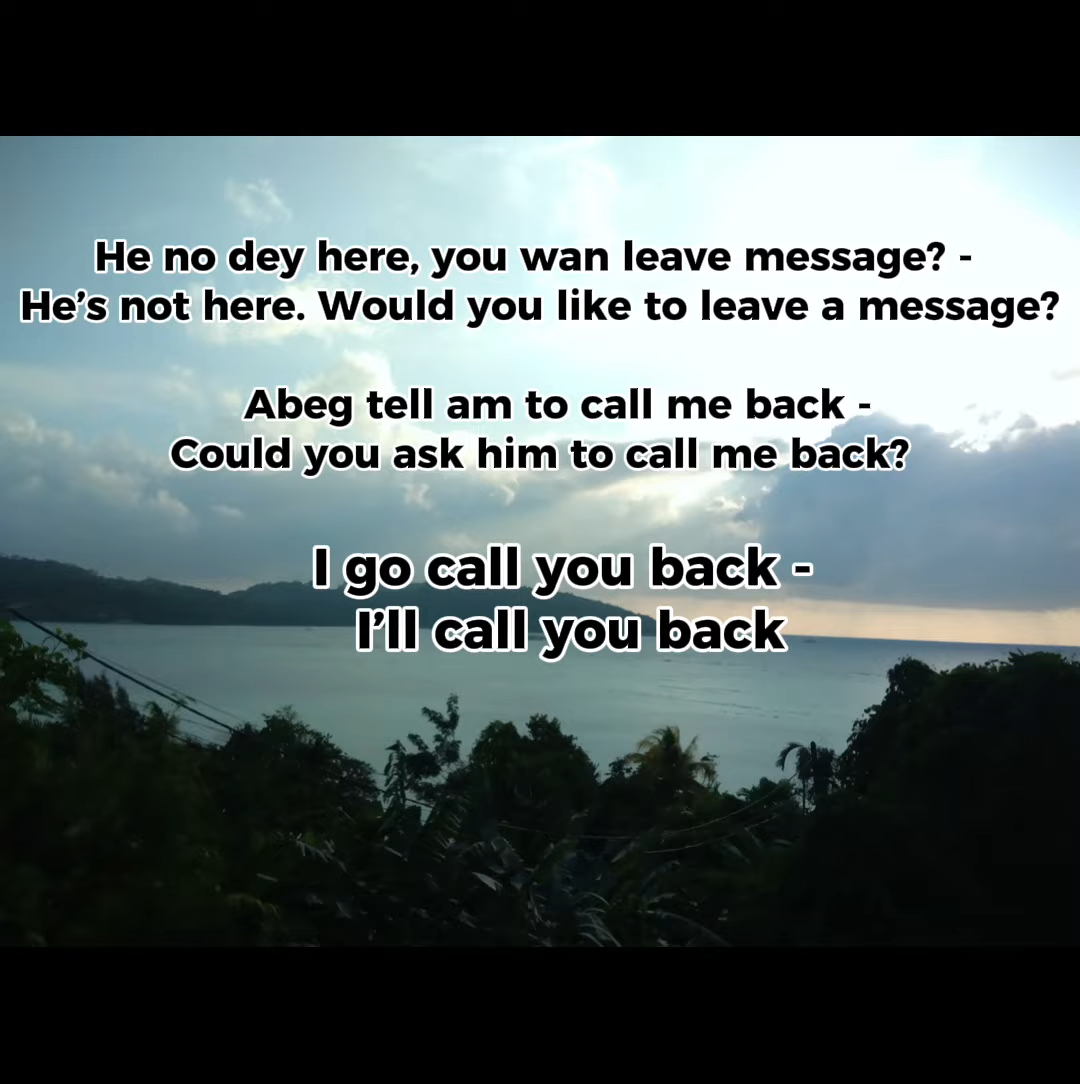 He no dey here, you wan leave message? -
He’s not here. Would you like to leave a message?
Abeg tell am to call me back -
Could you ask him to call me back?
I go call you back -
I’ll call you back